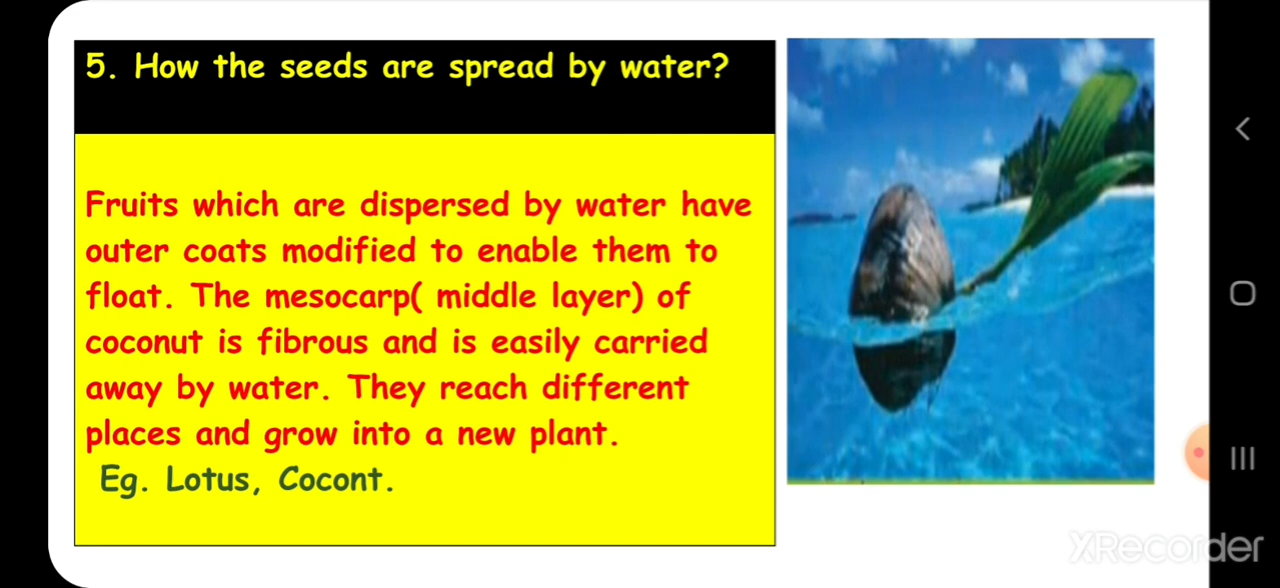 5. How the seeds are spread by water?
Fruits which are dispersed by water have
outer coats modified to enable them to
float. The mesocarp( middle layer) of
coconut is fibrous and is easily carried
away by water. They reach different
places and grow into a new plant.
Eg. Lotus, Cocont.
XRecorder